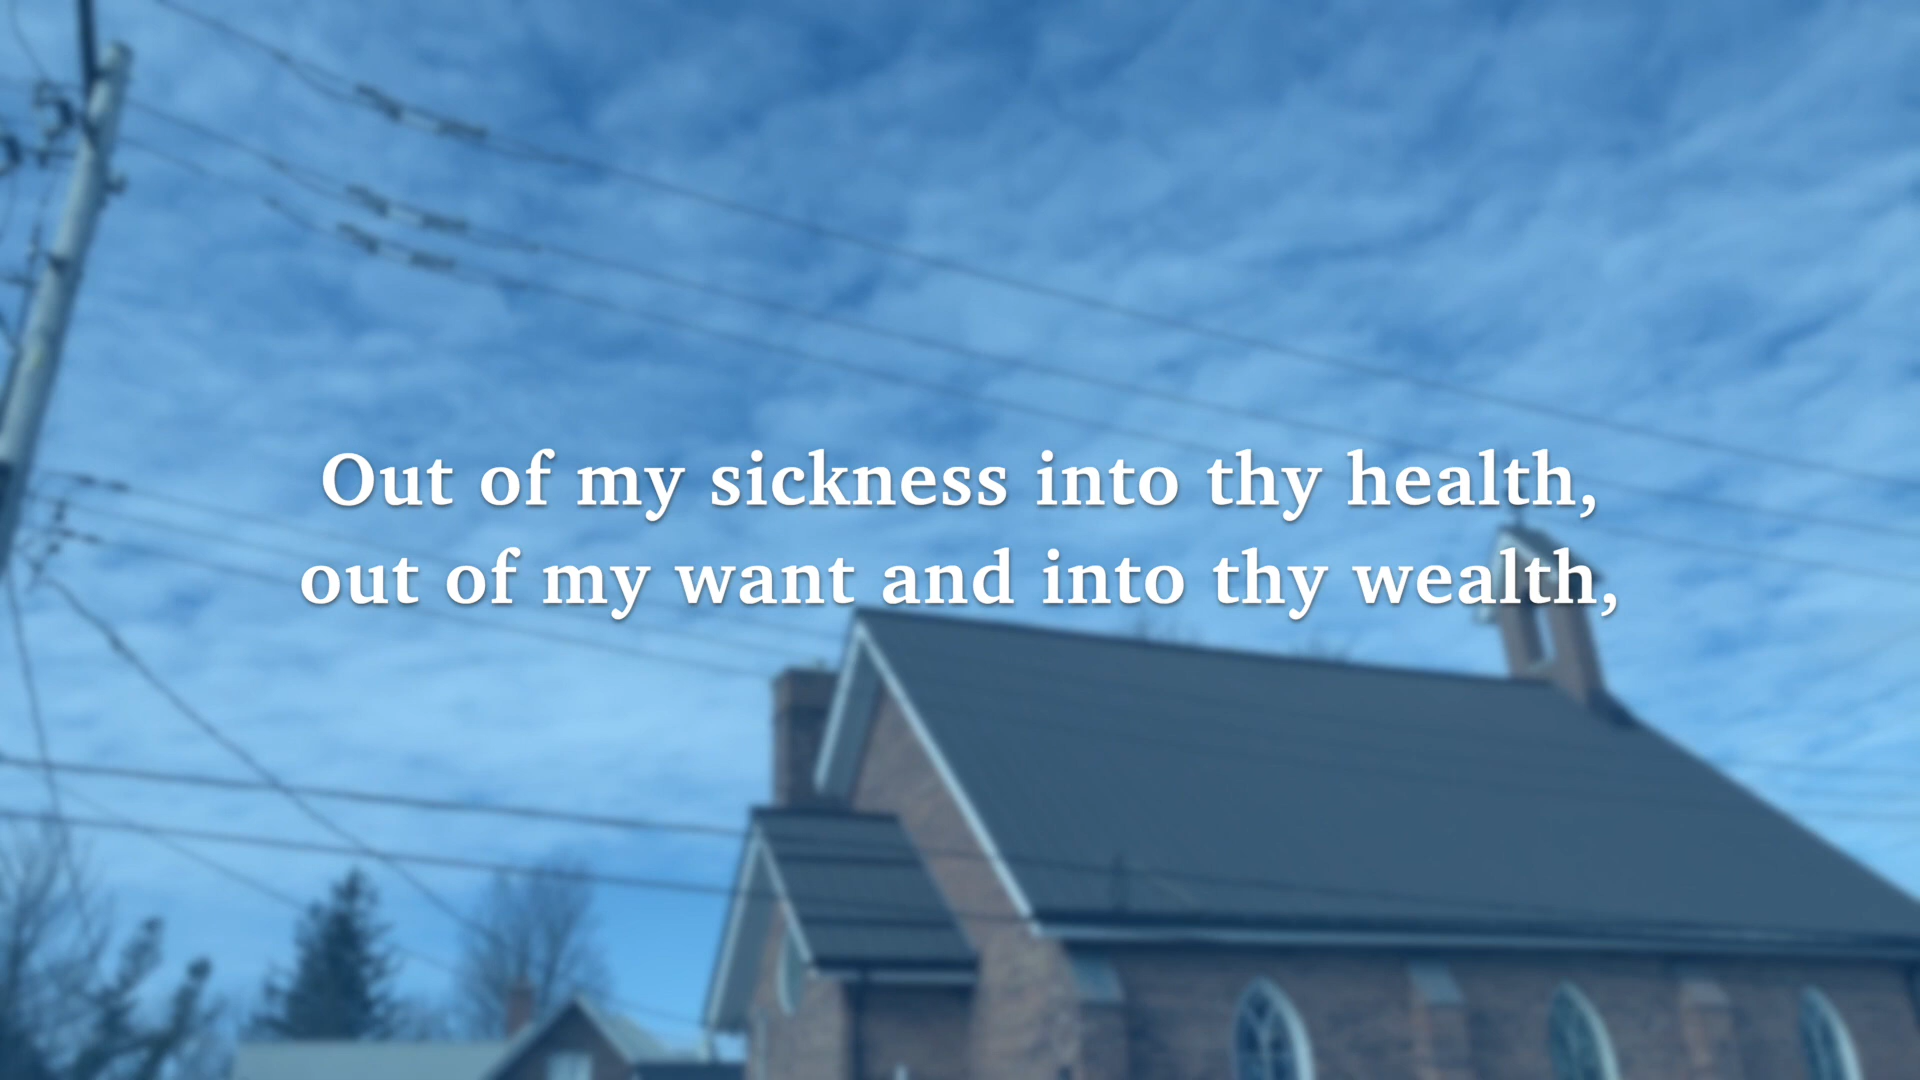 Out of my sickness into thy health,
out of my want and into thy wealth,